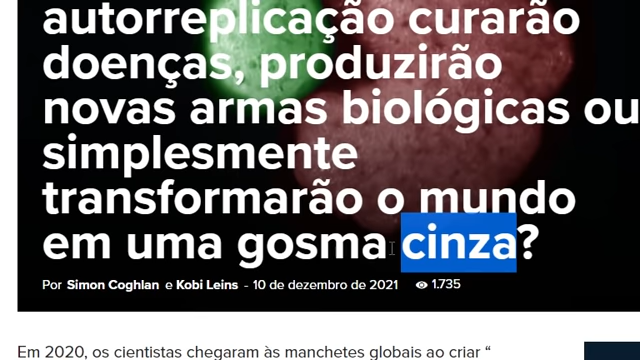 autorreplicação curarão
doenças, produzirão
novas armas biológicas ou
simplesmente
transformarão o mundo
em uma gosma cinza?
Por Simon Coghlan e Kobi Leins - 10 de dezembro de 2021 1.735
Em 2020, os cientistas chegaram às manchetes globais ao criar “